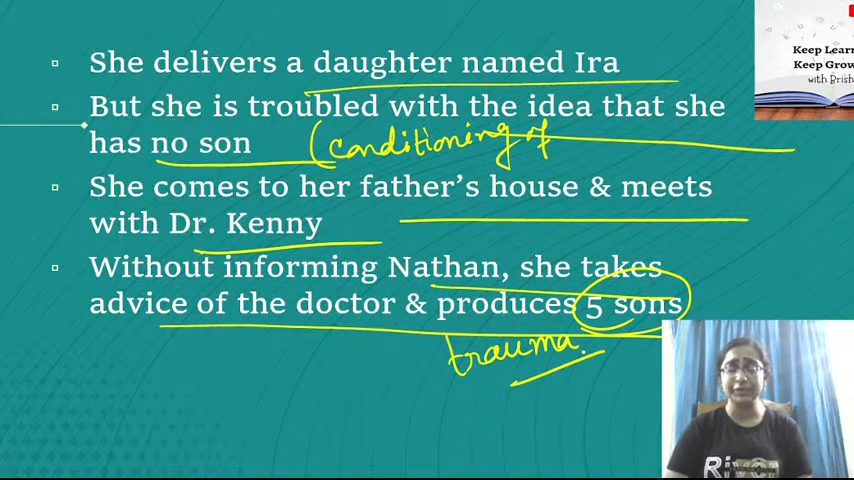 ▫ She delivers a daughter named Ira
▫ But she is troubled with the idea that she
has no son (conditioning of
▫ She comes to her father's house & meets
with Dr. Kenny
▫ Without informing Nathan, she takes
advice of the doctor & produces 5 sons
trauma.
Keep Learn
Keep Grow
with Brish